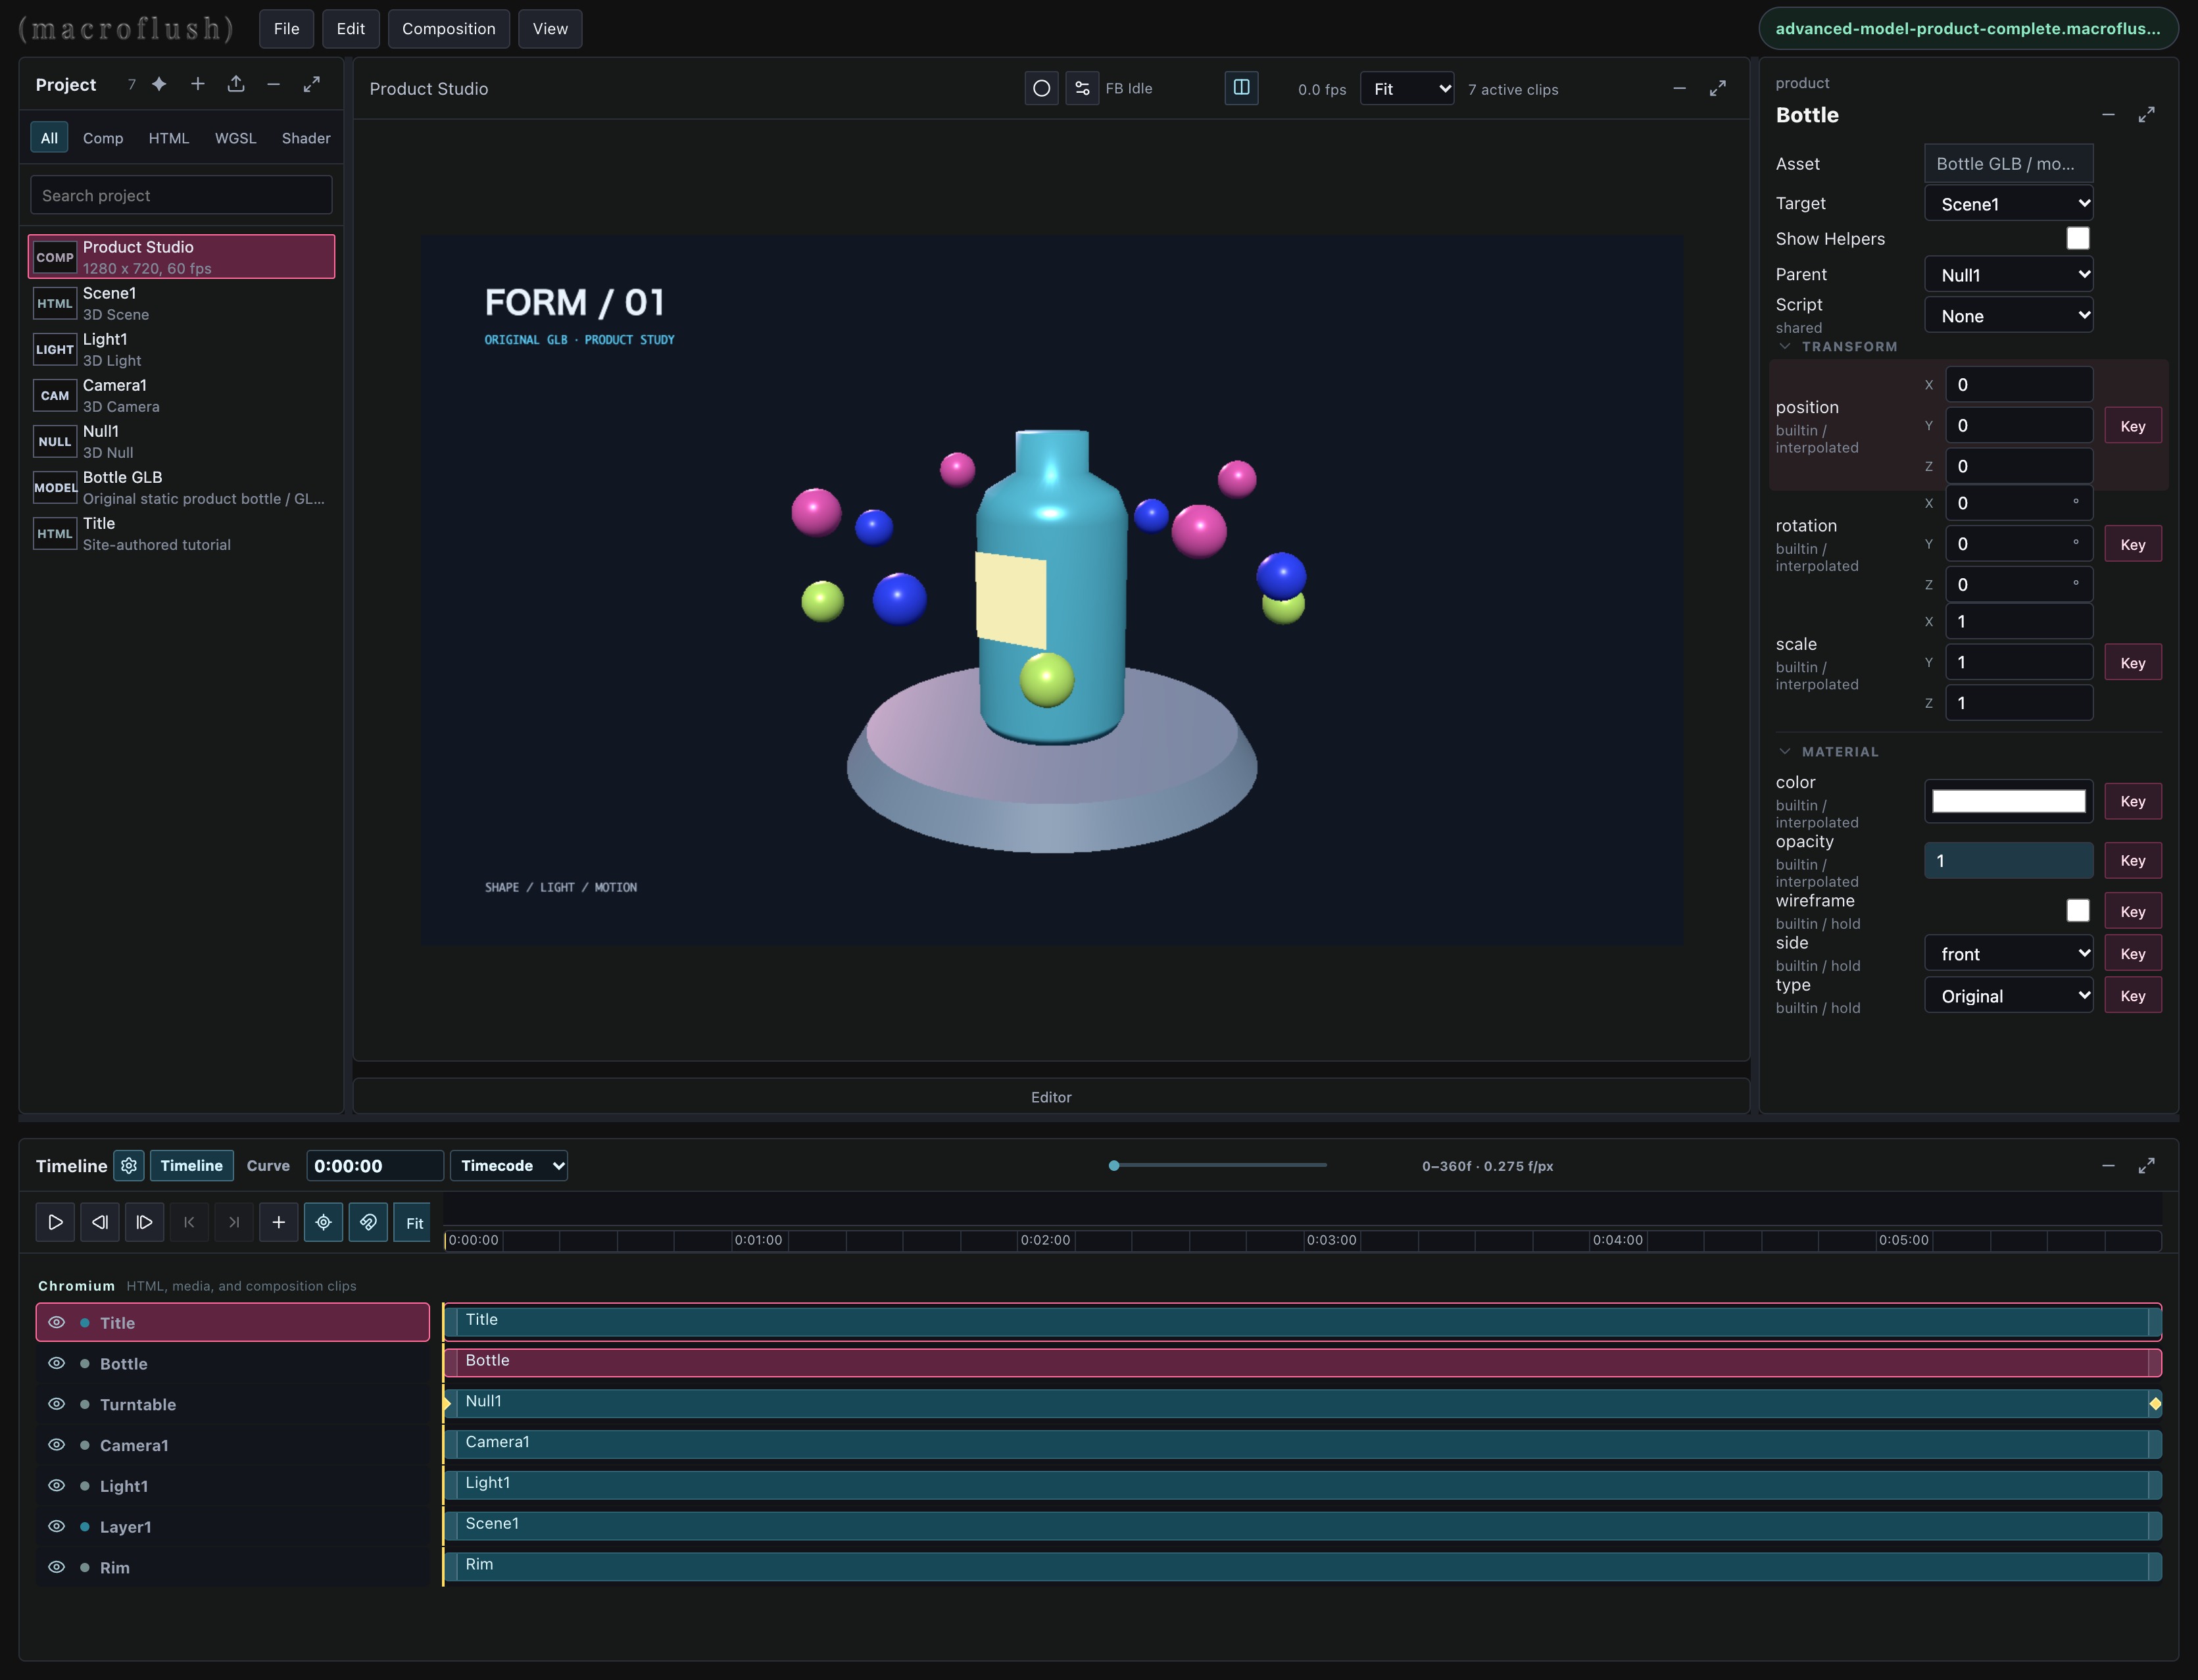 (macroflush)
File
Edit
Composition
View
advanced-model-product-complete.macroflus...
Project
7
All
Comp
HTML
WGSL
Shader
Search project
COMP
Product Studio
1280 x 720, 60 fps
HTML
Scene1
3D Scene
LIGHT
Light1
3D Light
CAM
Camera1
3D Camera
NULL
Null1
3D Null
MODEL
Bottle GLB
Original static product bottle / GL...
HTML
Title
Site-authored tutorial
Product Studio
FB Idle
0.0 fps
Fit
7 active clips
FORM / 01
ORIGINAL GLB · PRODUCT STUDY
SHAPE / LIGHT / MOTION
Editor
product
Bottle
Asset
Bottle GLB / mo...
Target
Scene1
Show Helpers
Parent
Null1
Script
shared
None
TRANSFORM
position
builtin /
interpolated
X
0
Y
0
Z
0
Key
rotation
builtin /
interpolated
X
0
°
Y
0
°
Z
0
°
Key
scale
builtin /
interpolated
X
1
Y
1
Z
1
Key
MATERIAL
color
builtin /
interpolated
Key
opacity
builtin /
interpolated
1
Key
wireframe
builtin / hold
Key
side
builtin / hold
front
Key
type
builtin / hold
Original
Key
Timeline
Timeline
Curve
0:00:00
Timecode
0–360f · 0.275 f/px
Fit
0:00:00
0:01:00
0:02:00
0:03:00
0:04:00
0:05:00
Chromium HTML, media, and composition clips
Title
Title
Bottle
Bottle
Turntable
Null1
Camera1
Camera1
Light1
Light1
Layer1
Scene1
Rim
Rim